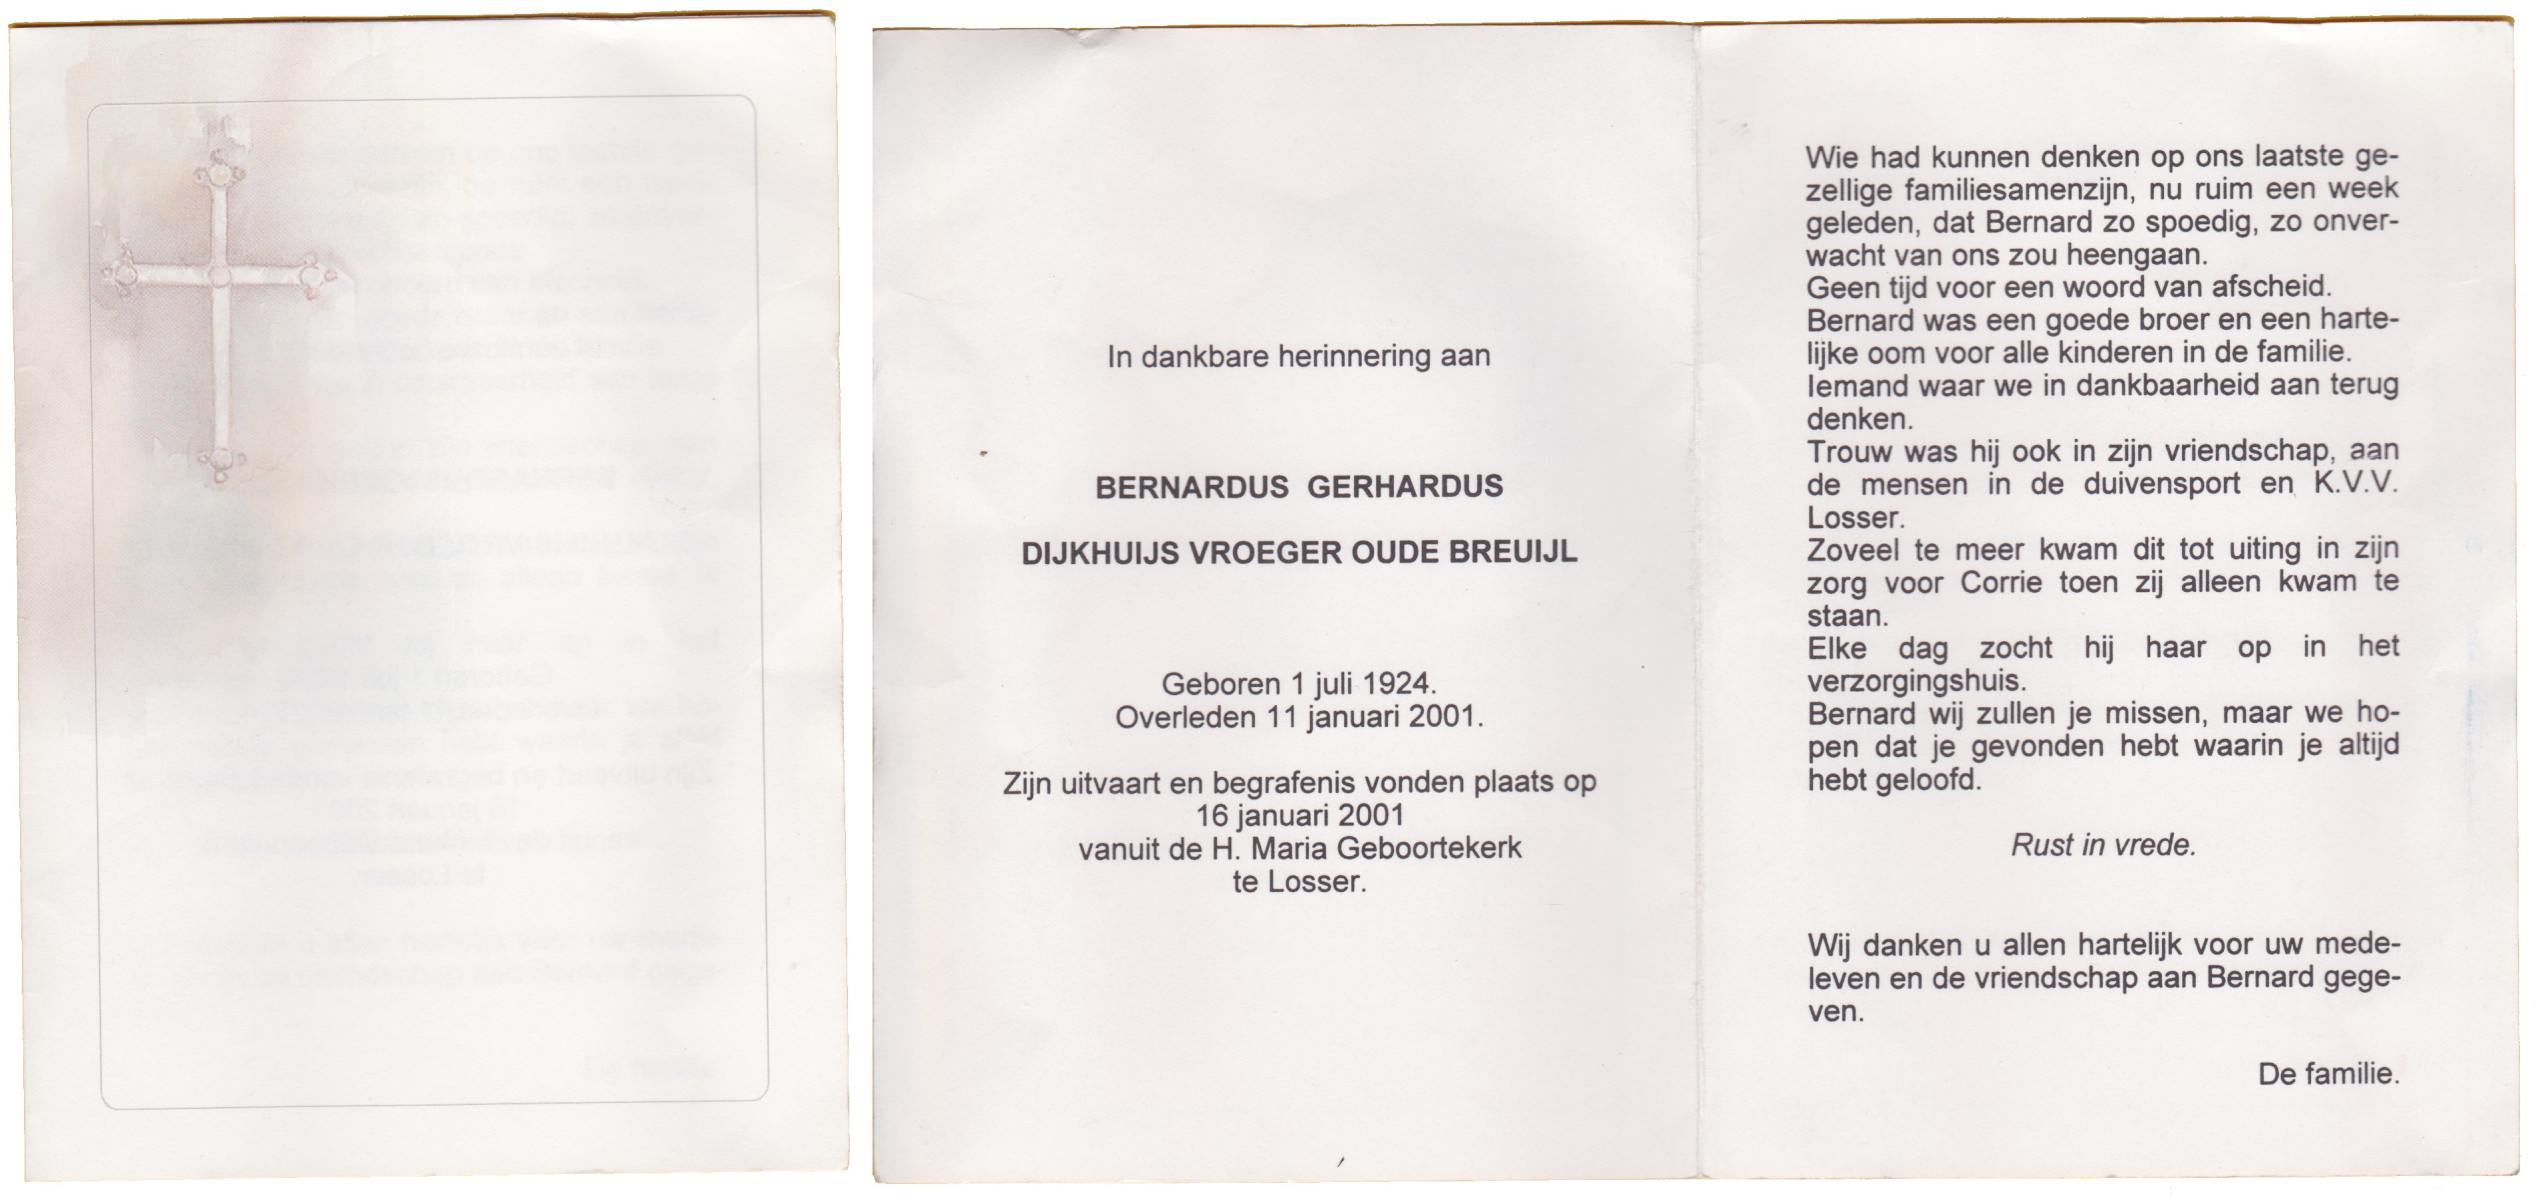 In dankbare herinnering aan
BERNARDUS GERHARDUS
DIJKHUIJS VROEGER OUDE BREUIJL
Geboren 1 juli 1924.
Overleden 11 januari 2001.
Zijn uitvaart en begrafenis vonden plaats op
16 januari 2001
vanuit de H. Maria Geboortekerk
te Losser.
Wie had kunnen denken op ons laatste ge-
zellige familiesamenzijn, nu ruim een week
geleden, dat Bernard zo spoedig, zo onver-
wacht van ons zou heengaan.
Geen tijd voor een woord van afscheid.
Bernard was een goede broer en een harte-
lijke oom voor alle kinderen in de familie.
Iemand waar we in dankbaarheid aan terug
denken.
Trouw was hij ook in zijn vriendschap, aan
de mensen in de duivensport en K.V.V.
Losser.
Zoveel te meer kwam dit tot uiting in zijn
zorg voor Corrie toen zij alleen kwam te
staan.
Elke dag zocht hij haar op in het
verzorgingshuis.
Bernard wij zullen je missen, maar we ho-
pen dat je gevonden hebt waarin je altijd
hebt geloofd.
Rust in vrede.
Wij danken u allen hartelijk voor uw mede-
leven en de vriendschap aan Bernard gege-
ven.
De familie.